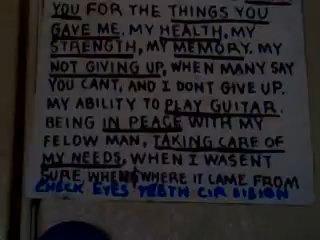 YOU FOR THE THINGS YOU
GAVE ME. MY HEALTH, MY
STRENGTH, MY MEMORY. MY
NOT GIVING UP, WHEN MANY SAY
YOU CANT, AND I DONT GIVE UP.
MY ABILITY TO PLAY GUITAR.
BEING IN PEACE WITH MY
FELOW MAN, TAKING CARE OF
MY NEEDS, WHEN I WASENT
SURE WHEN WHERE IT CAME FROM
CHECK EYES TEETH